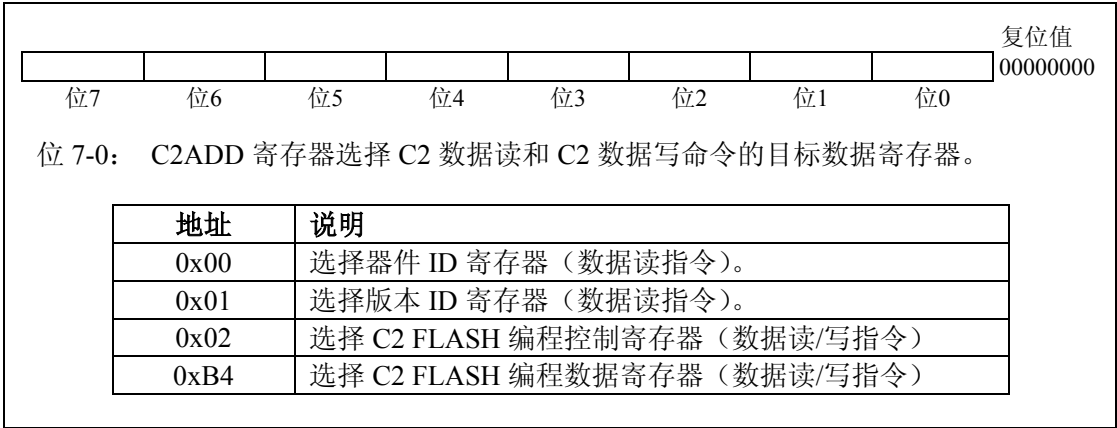 复位值
00000000
位7 位6 位5 位4 位3 位2 位1 位0
位 7-0： C2ADD 寄存器选择 C2 数据读和 C2 数据写命令的目标数据寄存器。
地址 说明
0x00 选择器件 ID 寄存器（数据读指令）。
0x01 选择版本 ID 寄存器（数据读指令）。
0x02 选择 C2 FLASH 编程控制寄存器（数据读/写指令）
0xB4 选择 C2 FLASH 编程数据寄存器（数据读/写指令）